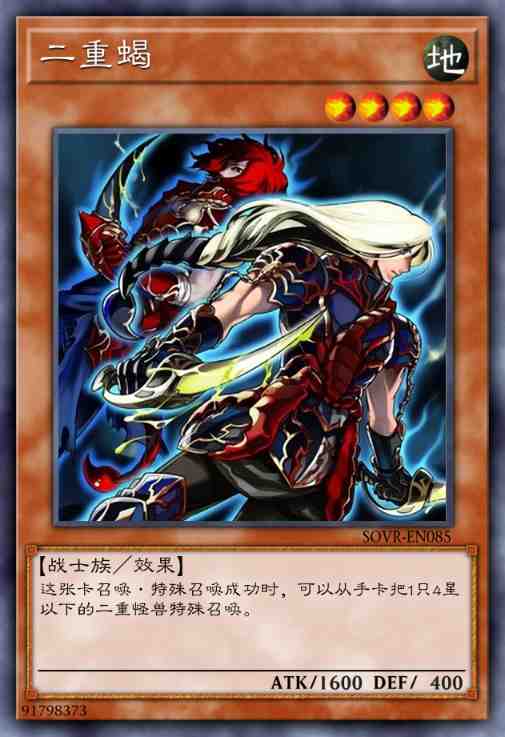 二重蝎
地
SOVR-EN085
【战士族／效果】
这张卡召唤·特殊召唤成功时，可以从手卡把1只4星
以下的二重怪兽特殊召唤。
ATK/1600 DEF/ 400
91798373